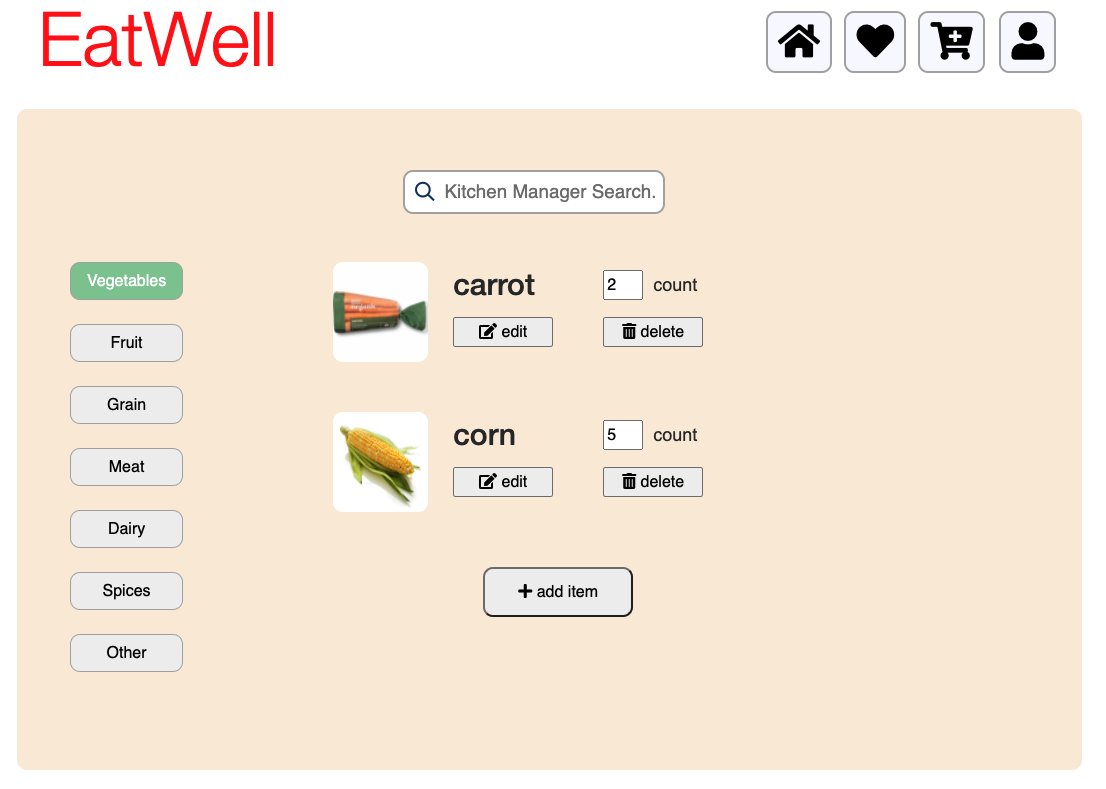 EatWell
Kitchen Manager Search.
Vegetables
Fruit
Grain
Meat
Dairy
Spices
Other
carrot
2 count
edit
delete
organic
corn
5 count
edit
delete
add item